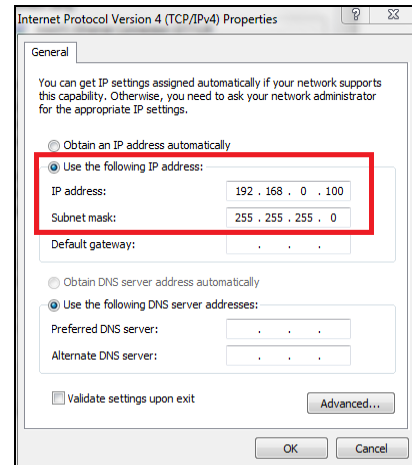 Internet Protocol Version 4 (TCP/IPv4) Properties
General
You can get IP settings assigned automatically if your network supports
this capability. Otherwise, you need to ask your network administrator
for the appropriate IP settings.
Obtain an IP address automatically
Use the following IP address:
IP address: 192 . 168 . 0 . 100
Subnet mask: 255 . 255 . 255 . 0
Default gateway: . . .
Obtain DNS server address automatically
Use the following DNS server addresses:
Preferred DNS server: . . .
Alternate DNS server: . . .
Validate settings upon exit
Advanced...
OK Cancel